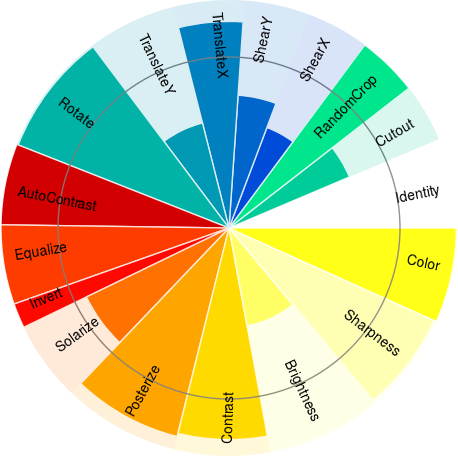 TranslateX
ShearY
ShearX
TranslateY
RandomCrop
Rotate
Cutout
Identity
AutoContrast
Equalize
Color
Invert
Solarize
Sharpness
Posterize
Brightness
Contrast